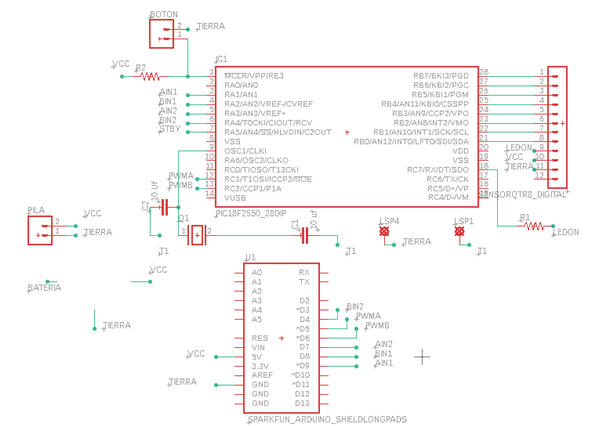 BOTON
2 TIERRA
1
VCC
R2
IC1
1 MCLR/VPP/RE3 RB7/KBI3/PGD 28
2 RA0/AN0 RB6/KBI2/PGC 27
AIN1 3 RA1/AN1 RB5/KBI1/PGM 26
BIN1 4 RA2/AN2/VREF-/CVREF RB4/AN11/KBI0/CSSPP 25
AIN2 5 RA3/AN3/VREF+ RB3/AN9/CCP2/VPO 24
BIN2 6 RA4/T0CKI/C1OUT/RCV RB2/AN8/INT2/VMO 23
STBY 7 RA5/AN4/SS/HLVDIN/C2OUT RB1/AN10/INT1/SCK/SCL 22
8 VSS RB0/AN12/INT0/LFT0/SDI/SDA 21
9 OSC1/CLKI VDD 20
10 RA6/OSC2/CLKO VSS 19
11 RC0/T1OSO/T13CKI RC7/RX/DT/SDO 18
PWMA 12 RC1/T1OSI/CCP2/UOE RC6/TX/CK 17
PWMB 13 RC2/CCP1/P1A RC5/D+/VP 16
14 VUSB RC4/D-/VM 15
PIC18F2550_28DIP
1
2
3
4
5
6
7
8
LEDON 9
VCC 10
TIERRA 11
12
SENSORQTR8_DIGITAL
R1
LEDON
C2
10 Uf
T1
Q1
1 2
C1
10 uf
T1
LSP4
TIERRA
LSP1
T1
PILA
2 VCC
1 TIERRA
VCC
BATERIA
TIERRA
U1
A0 RX
A1 TX
A2
A3 D2
A4 *D3 BIN2
A5 D4 PWMA
*D5 PWMB
RES *D6
VIN D7 AIN2
VCC 5V D8 BIN1
3.3V *D9 AIN1
AREF *D10
TIERRA GND *D11
GND D12
GND D13
SPARKFUN_ARDUINO_SHIELDLONGPADS